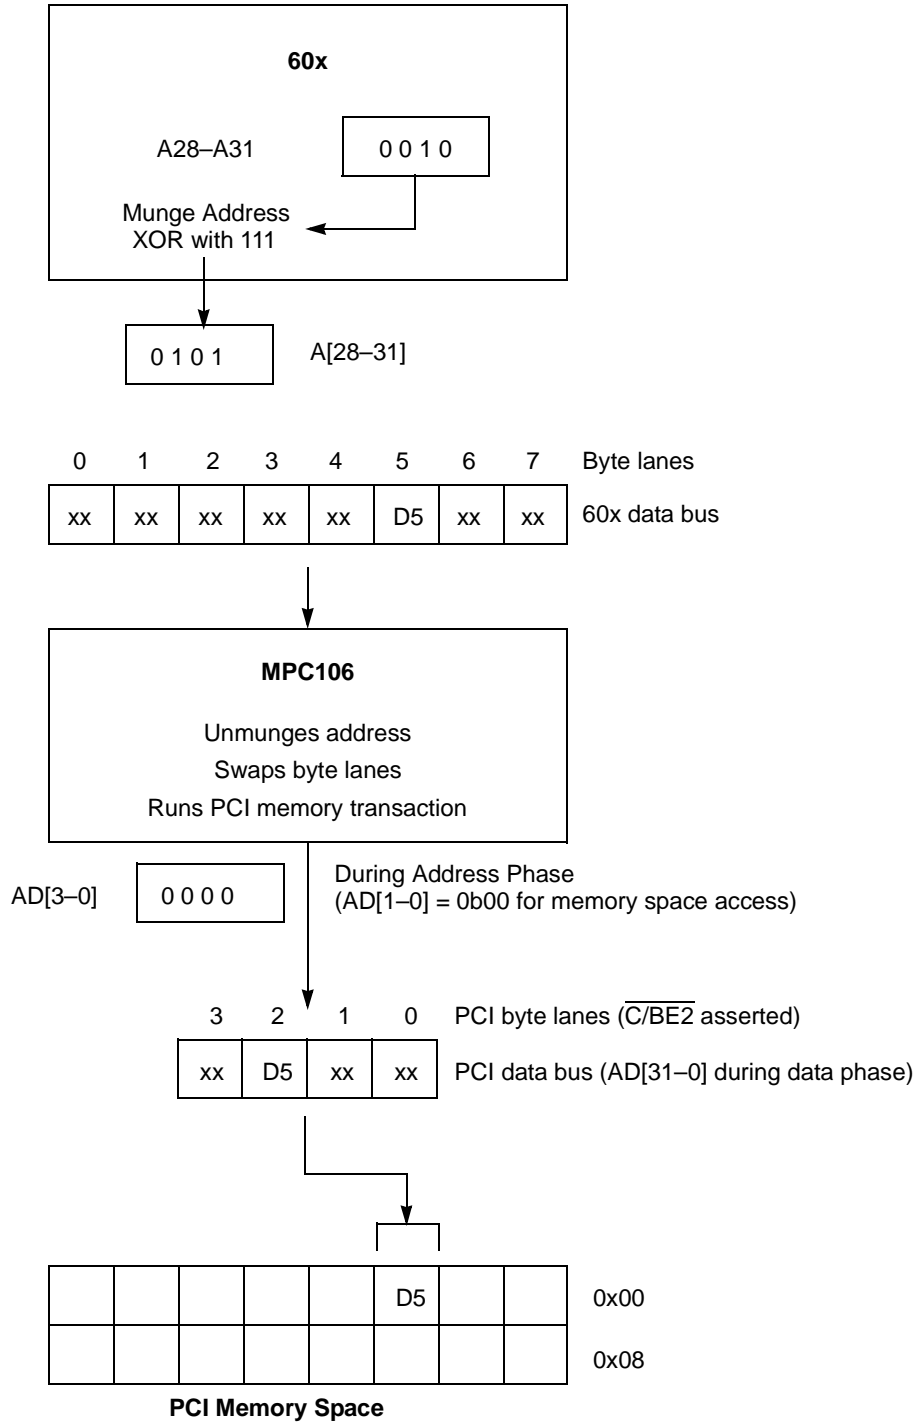 60x
A28–A31
0 0 1 0
Munge Address
XOR with 111
0 1 0 1
A[28–31]
0 1 2 3 4 5 6 7 Byte lanes
xx xx xx xx xx D5 xx xx 60x data bus
MPC106
Unmunges address
Swaps byte lanes
Runs PCI memory transaction
AD[3–0]
0 0 0 0
During Address Phase
(AD[1–0] = 0b00 for memory space access)
3 2 1 0 PCI byte lanes (C/BE2 asserted)
xx D5 xx xx PCI data bus (AD[31–0] during data phase)
D5 0x00
0x08
PCI Memory Space